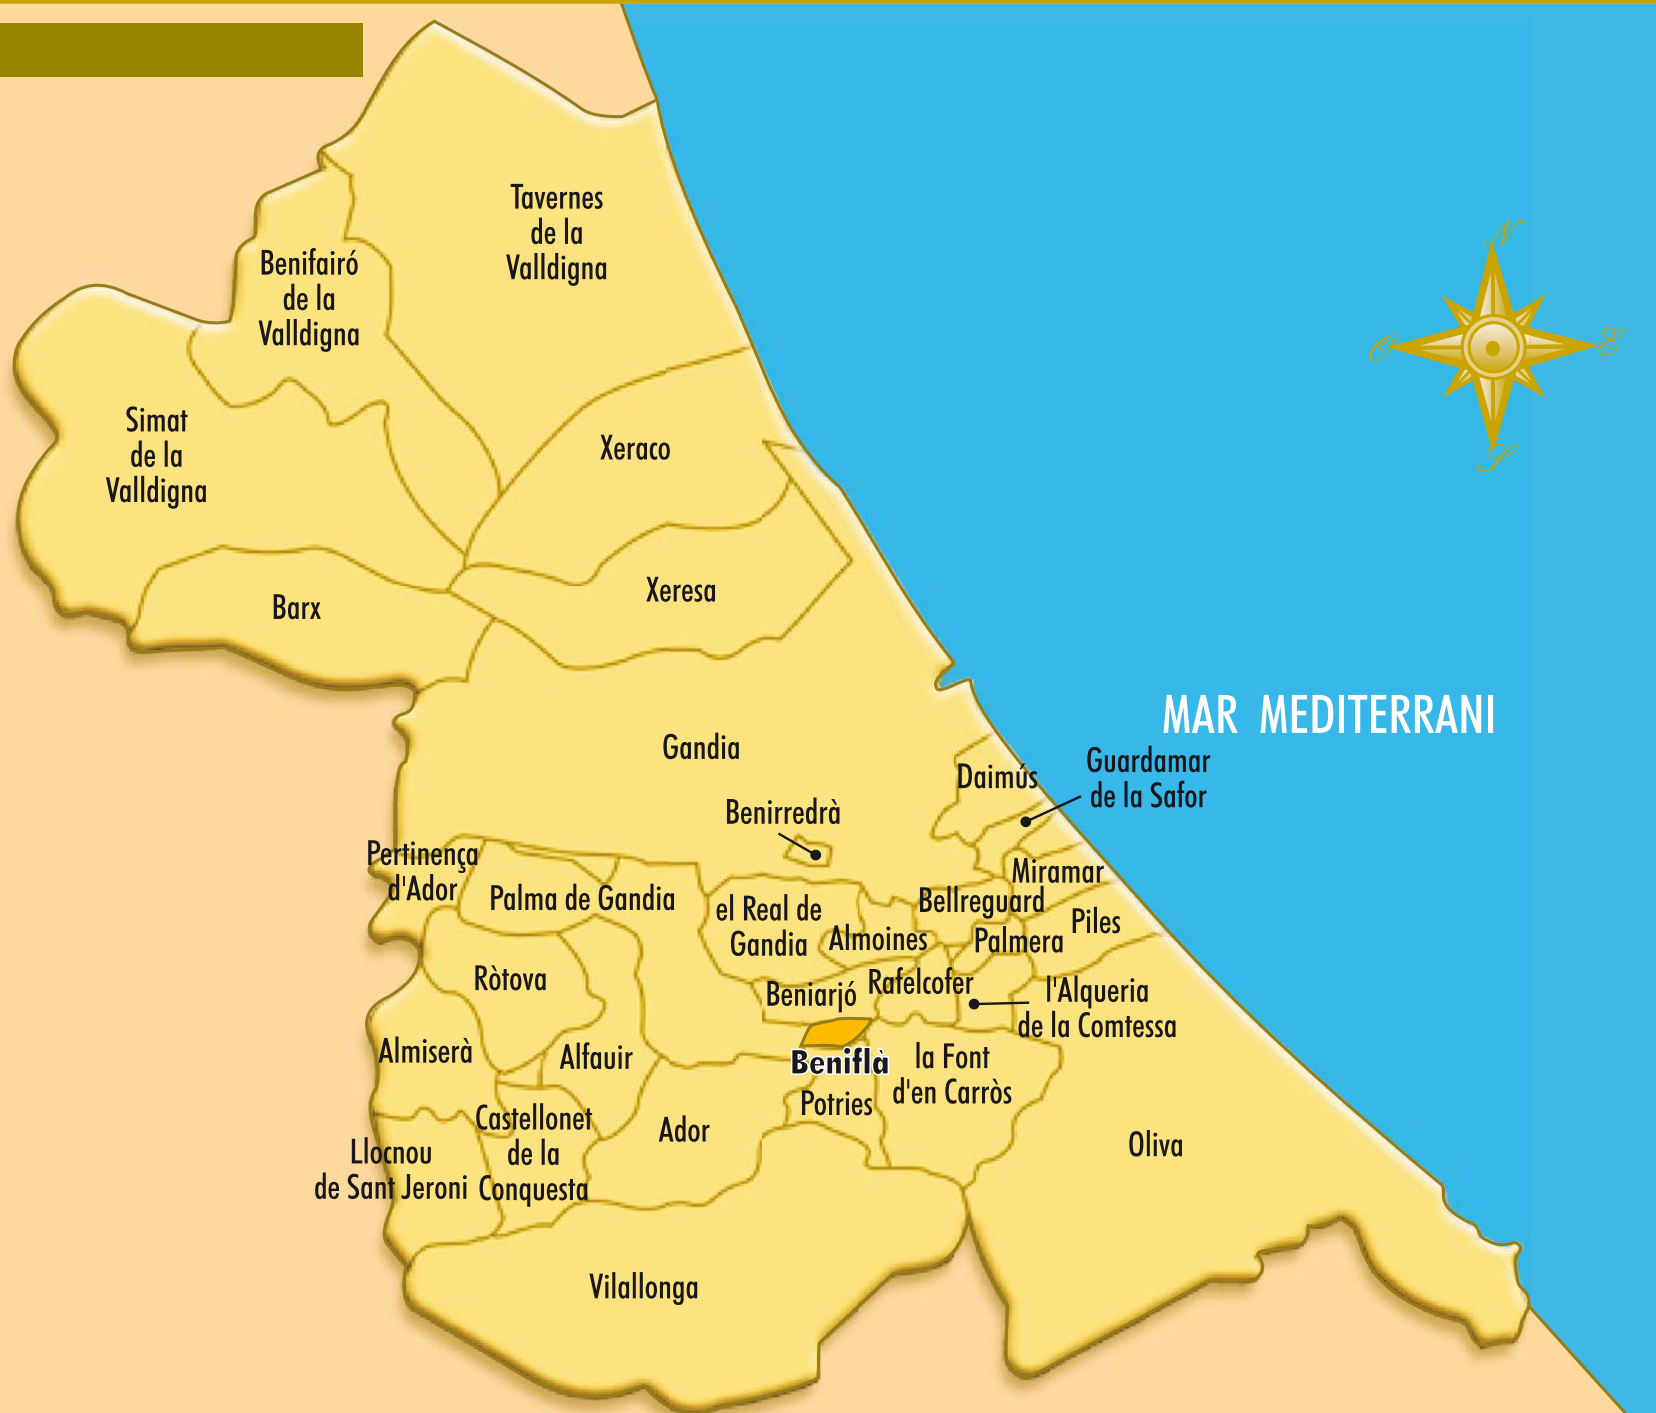 Tavernes
de la
Valldigna
Benifairó
de la
Valldigna
N
O
E
S
Simat
de la
Valldigna
Xeraco
Xeresa
Barx
MAR MEDITERRANI
Gandia
Daimús
Guardamar
de la Safor
Benirredrà
Pertinença
d'Ador
Miramar
Palma de Gandia
el Real de
Gandia
Bellreguard
Piles
Almoines
Palmera
Ròtova
Beniarjó
Rafelcofer
l'Alqueria
de la Comtessa
Almiserà
Alfauir
Beniflà
la Font
d'en Carròs
Potries
Castellonet
de la
Conquesta
Ador
Oliva
Llocnou
de Sant Jeroni
Vilallonga